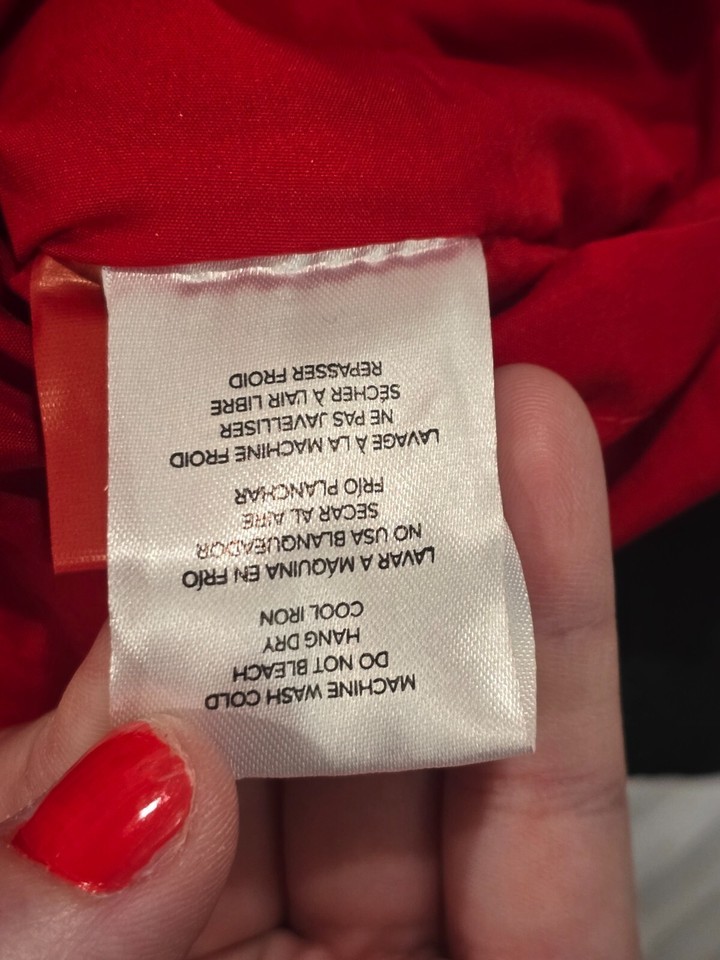 MACHINE WASH COLD
DO NOT BLEACH
HANG DRY
COOL IRON
LAVAR A MÁQUINA EN FRÍO
NO USA BLANQUEADOR
SECAR AL AIRE
FRÍO PLANCHAR
LAVAGE À LA MACHINE FROID
NE PAS JAVELLISER
SÉCHER À L'AIR LIBRE
REPASSER FROID